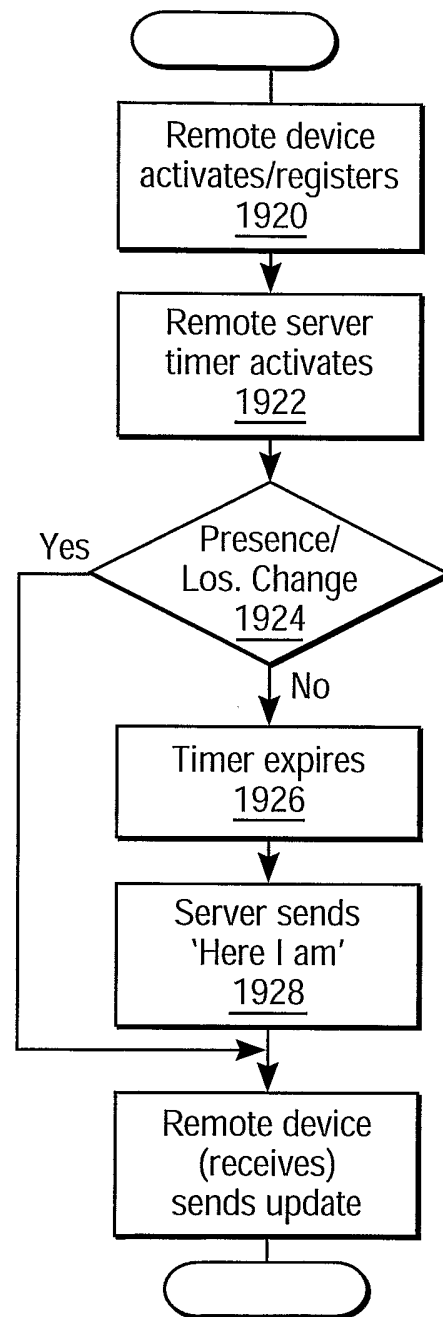 Remote device
activates/registers
1920
Remote server
timer activates
1922
Yes
Presence/
Los. Change
1924
No
Timer expires
1926
Server sends
‘Here I am’
1928
Remote device
(receives)
sends update